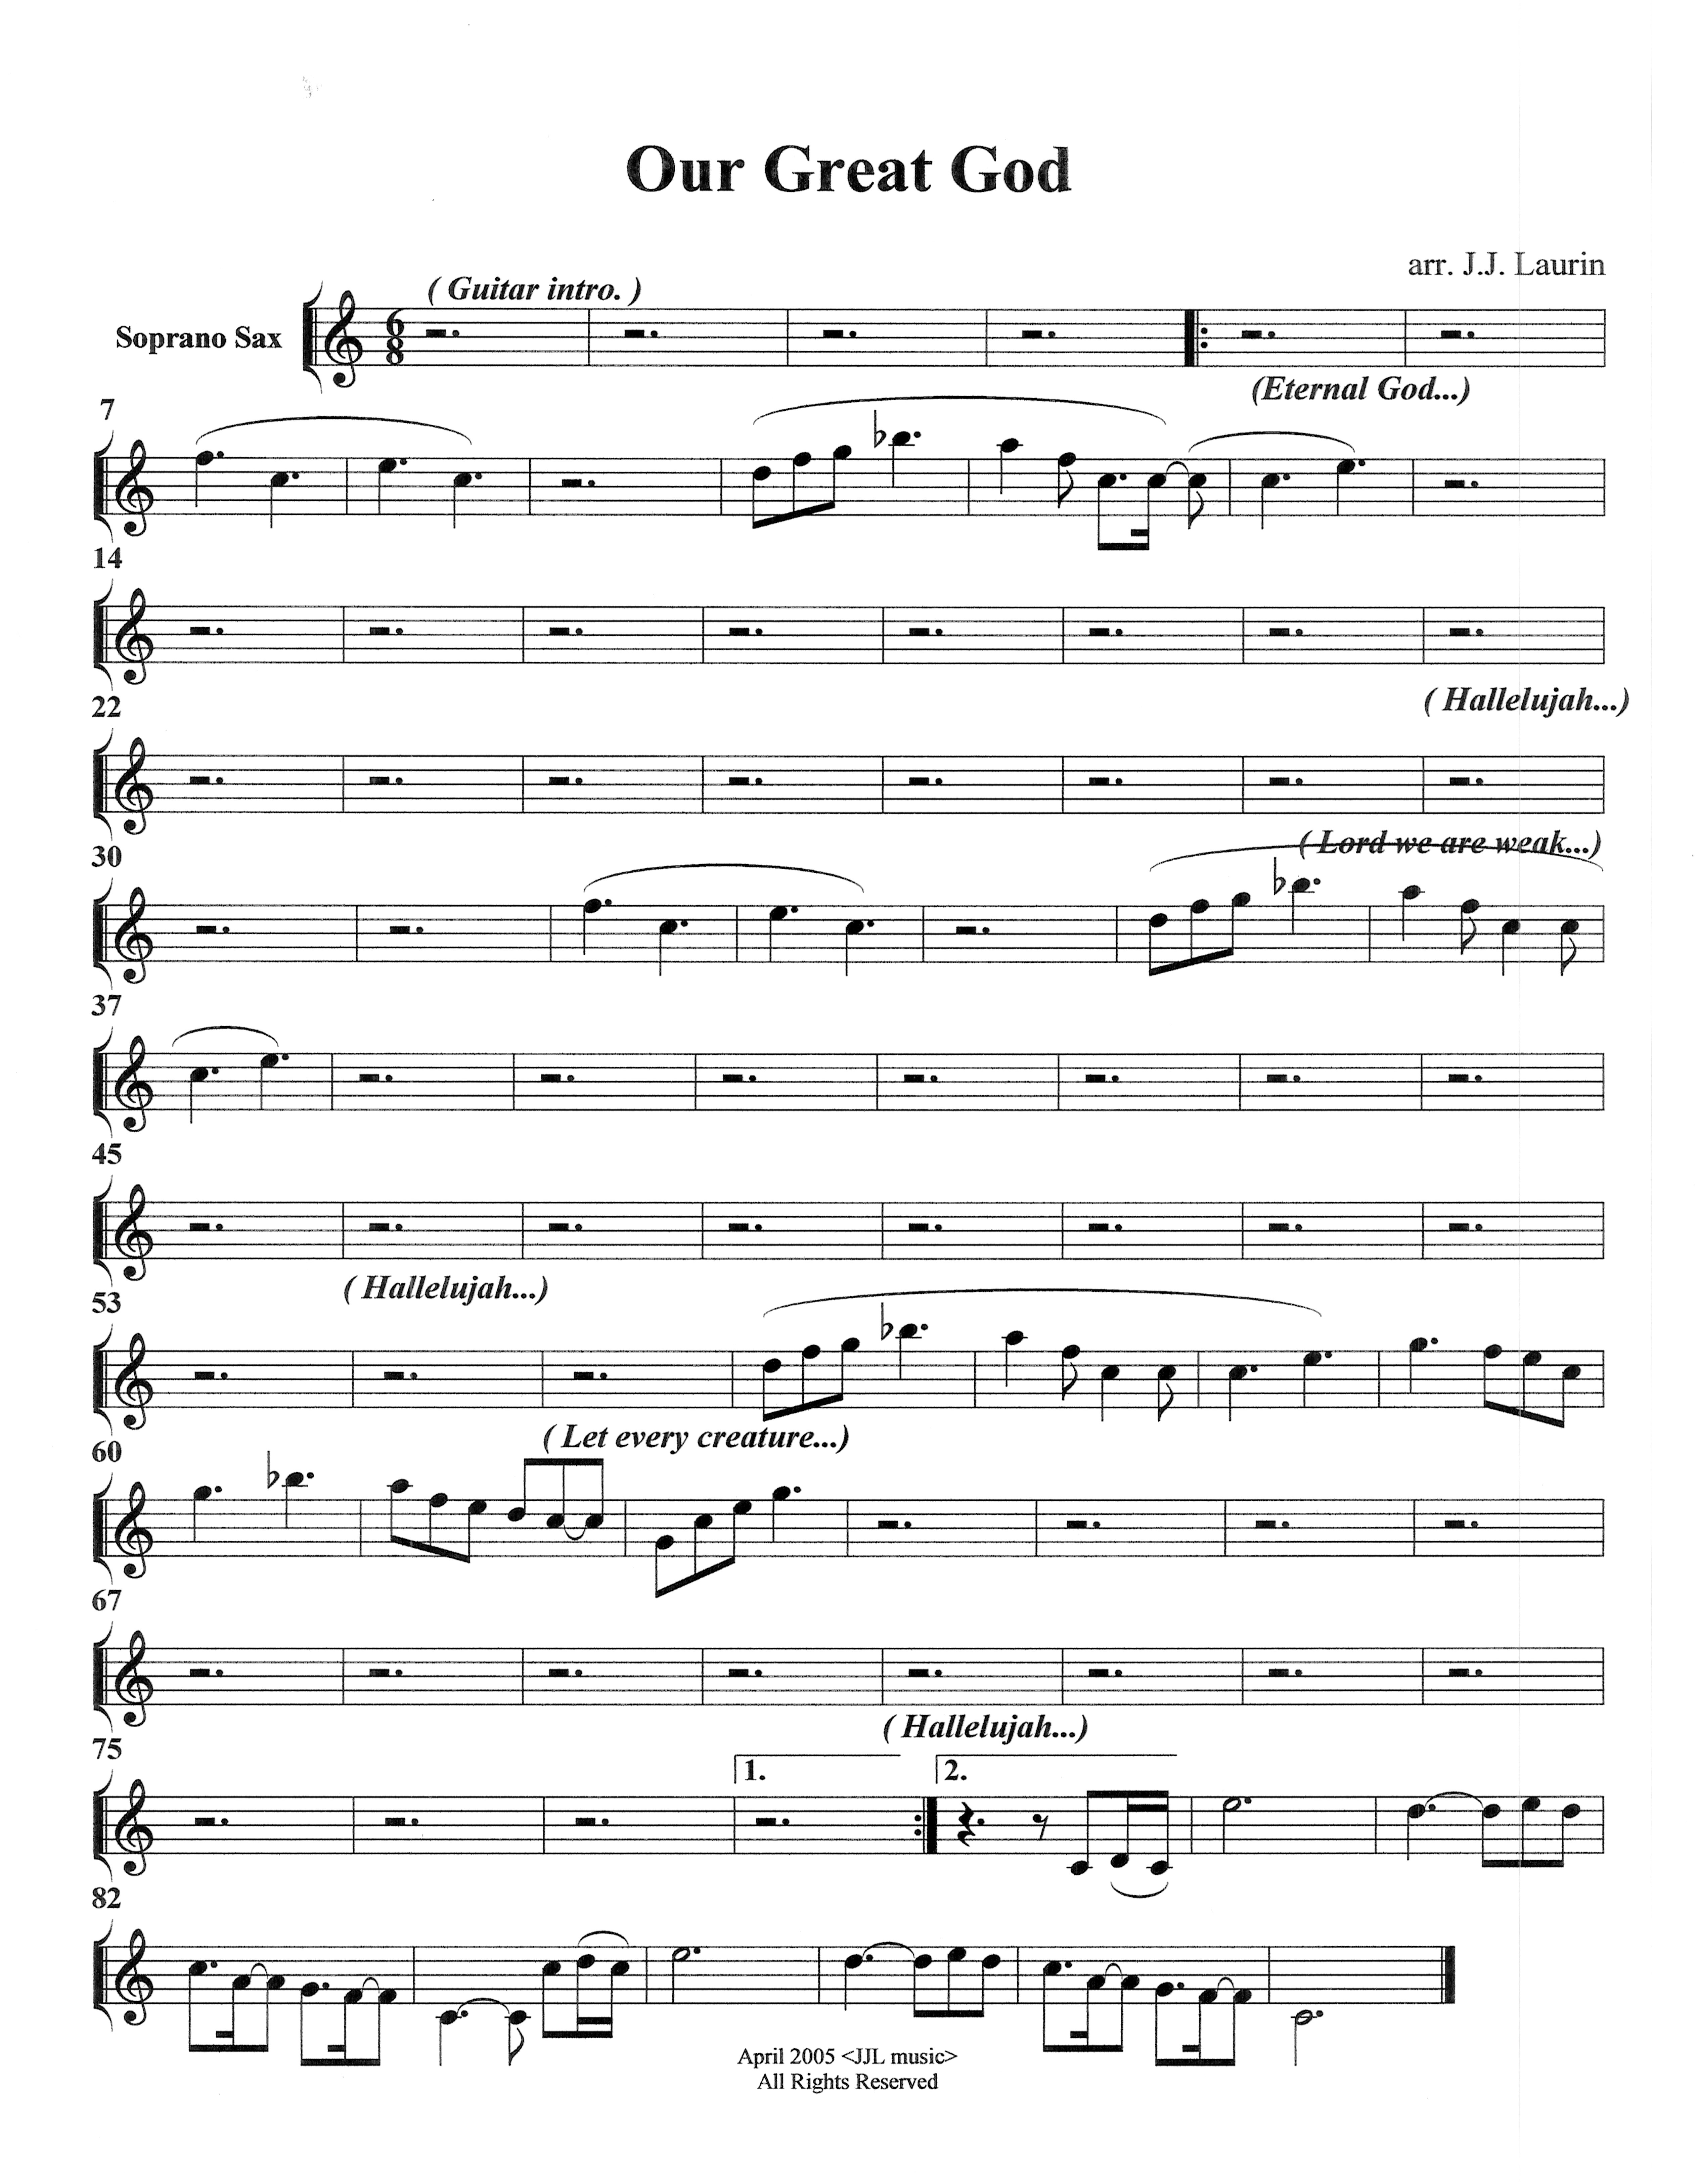 Our Great God
arr. J.J. Laurin
( Guitar intro. )
Soprano Sax
6
8
(Eternal God...)
7
14
( Hallelujah...)
22
( Lord we are weak...)
30
37
45
( Hallelujah...)
53
( Let every creature...)
60
67
( Hallelujah...)
75
1.
2.
82
April 2005 <JJL music>
All Rights Reserved